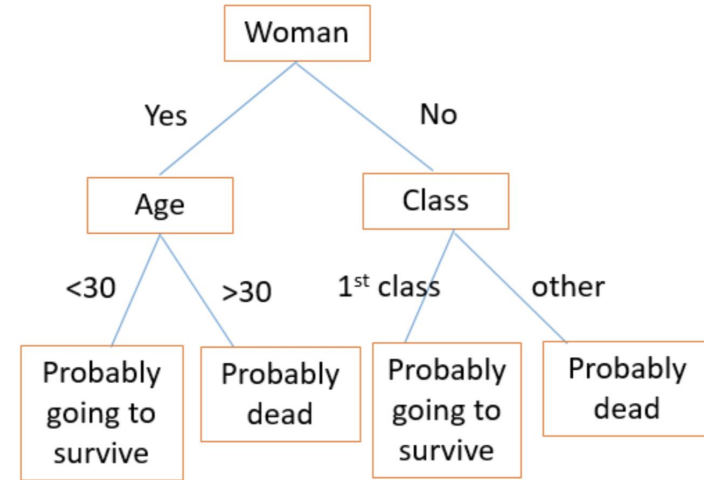 Woman
Yes
No
Age
Class
<30
>30
1st class
other
Probably
going to
survive
Probably
dead
Probably
going to
survive
Probably
dead